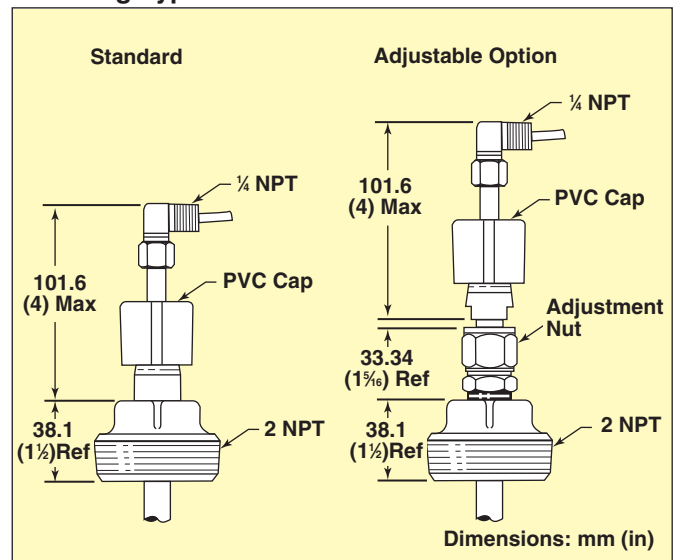 Standard
¼ NPT
PVC Cap
101.6
(4) Max
38.1
(1½)Ref
2 NPT
Adjustable Option
¼ NPT
101.6
(4) Max
PVC Cap
Adjustment
Nut
33.34
(1⁵⁄₁₆) Ref
38.1
(1½)Ref
2 NPT
Dimensions: mm (in)